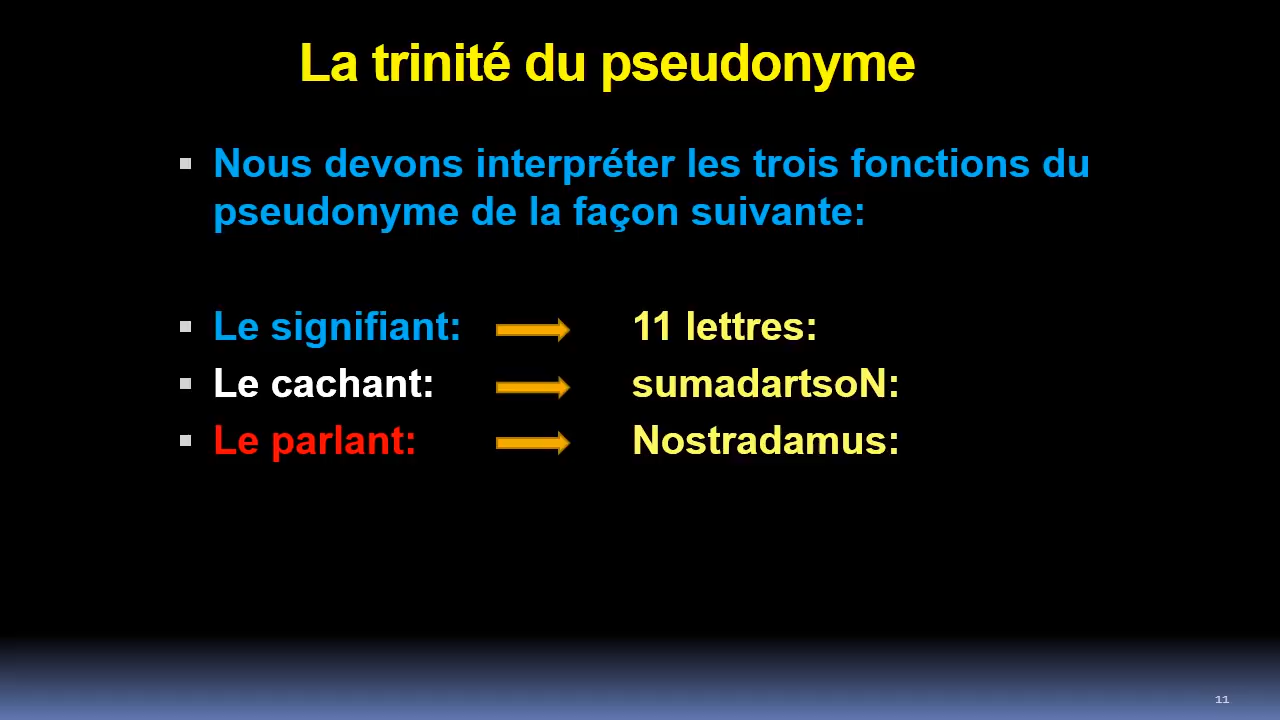 La trinité du pseudonyme
Nous devons interpréter les trois fonctions du
pseudonyme de la façon suivante:
Le signifiant: 11 lettres:
Le cachant: sumadartsoN:
Le parlant: Nostradamus:
11